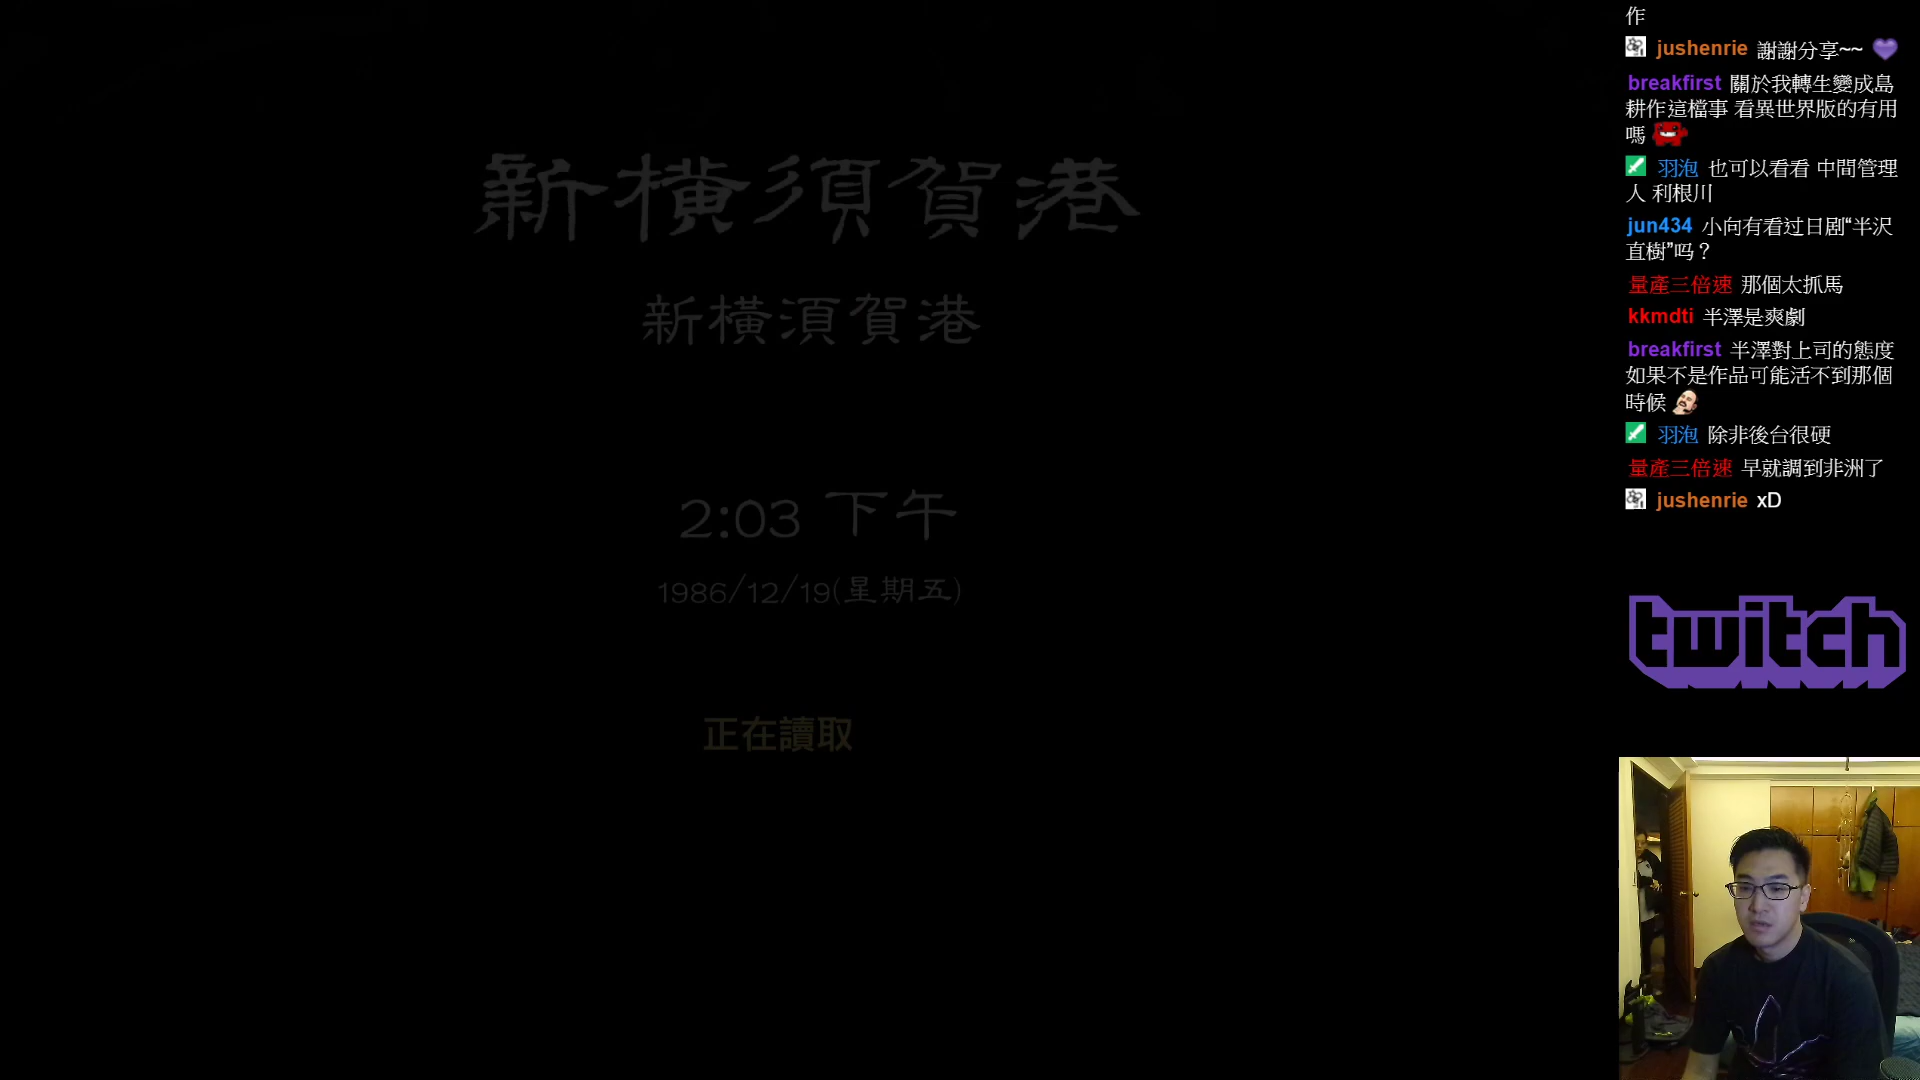 新橫須賀港
新橫須賀港
2:03 下午
1986/12/19(星期五)
正在讀取
作
jushenrie 謝謝分享~~
breakfirst 關於我轉生變成島
耕作這檔事 看異世界版的有用
嗎
羽泡 也可以看看 中間管理
人 利根川
jun434 小向有看过日剧“半沢
直樹”吗？
量產三倍速 那個太抓馬
kkmdti 半澤是爽劇
breakfirst 半澤對上司的態度
如果不是作品可能活不到那個
時候
羽泡 除非後台很硬
量產三倍速 早就調到非洲了
jushenrie xD
twitch